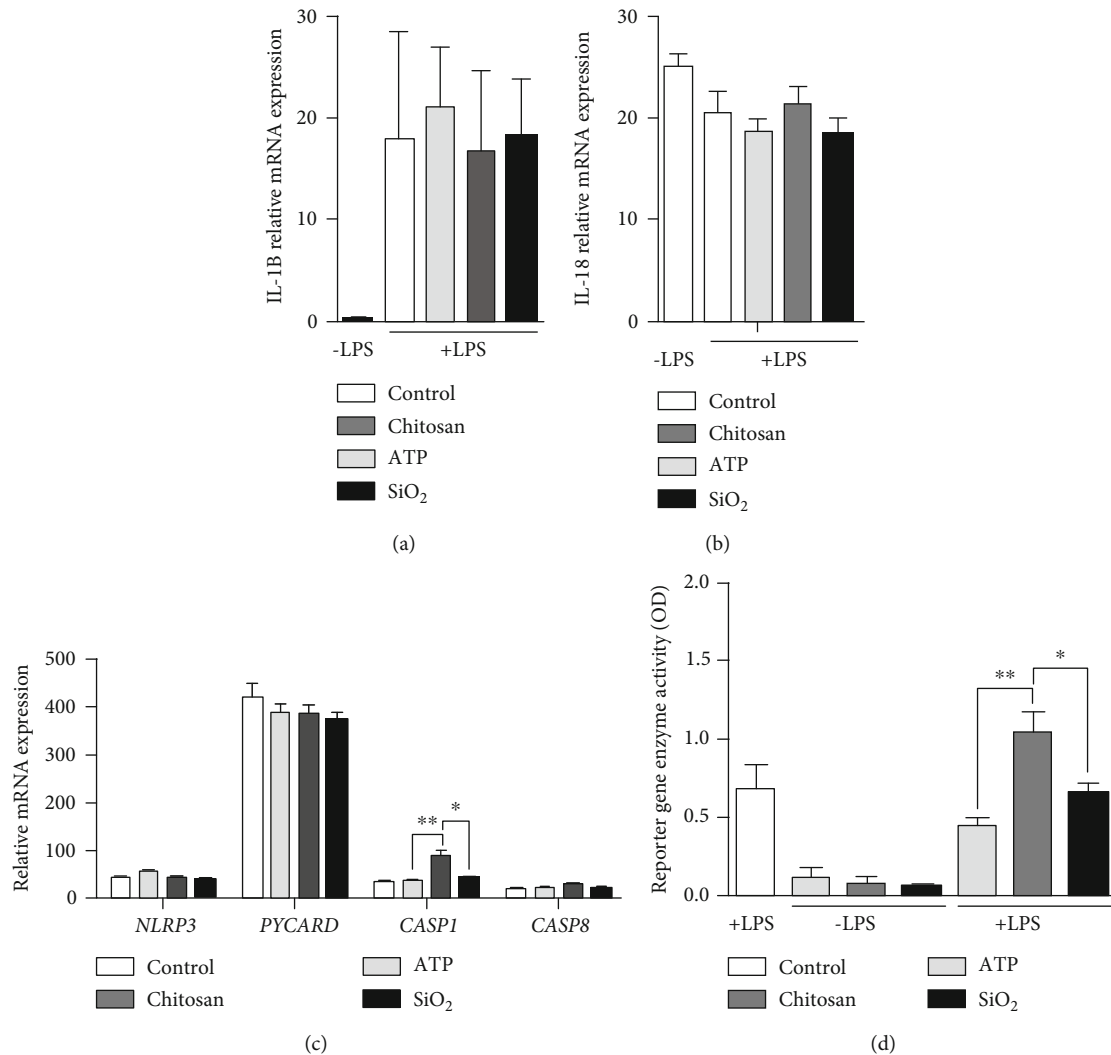 IL-1B relative mRNA expression
30
20
10
0
-LPS
+LPS
Control
Chitosan
ATP
SiO₂
(a)
IL-18 relative mRNA expression
30
20
10
0
-LPS
+LPS
Control
Chitosan
ATP
SiO₂
(b)
Relative mRNA expression
500
400
300
200
100
0
**
*
NLRP3
PYCARD
CASP1
CASP8
Control
ATP
Chitosan
SiO₂
(c)
Reporter gene enzyme activity (OD)
2.0
1.5
1.0
0.5
0.0
**
*
+LPS
-LPS
+LPS
Control
ATP
Chitosan
SiO₂
(d)